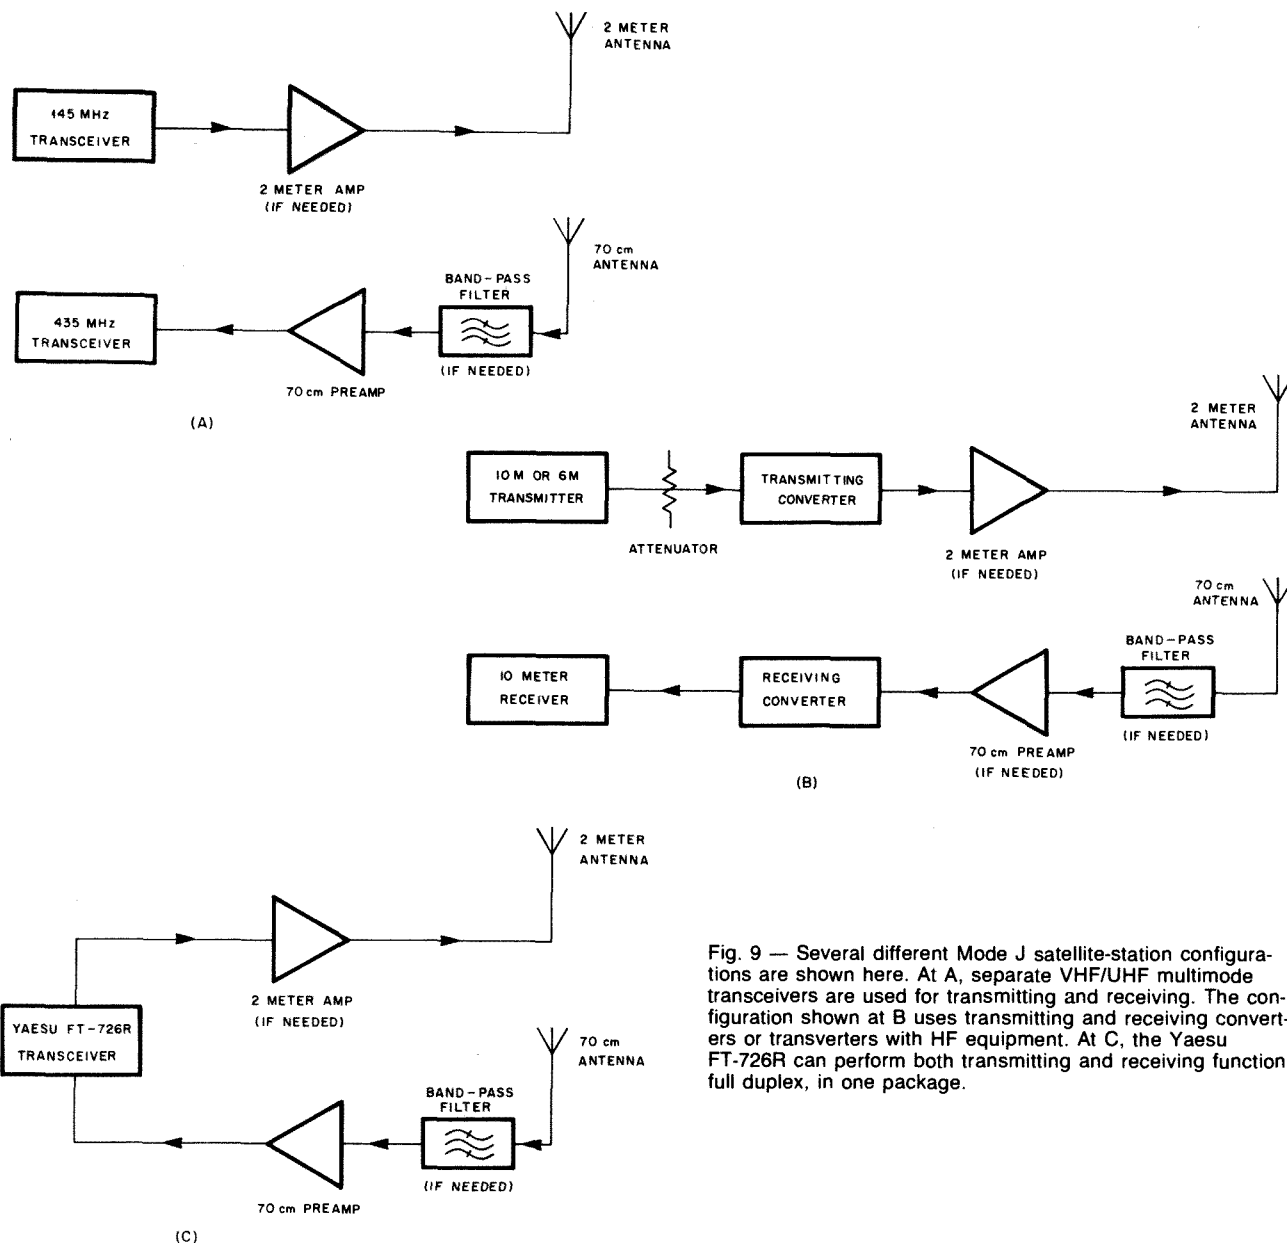 2 METER
ANTENNA
145 MHz
TRANSCEIVER
2 METER AMP
(IF NEEDED)
70 cm
ANTENNA
BAND-PASS
FILTER
435 MHz
TRANSCEIVER
(IF NEEDED)
70 cm PREAMP
(A)
2 METER
ANTENNA
10 M OR 6M
TRANSMITTER
TRANSMITTING
CONVERTER
ATTENUATOR
2 METER AMP
(IF NEEDED)
70 cm
ANTENNA
BAND-PASS
FILTER
10 METER
RECEIVER
RECEIVING
CONVERTER
(IF NEEDED)
70 cm PREAMP
(IF NEEDED)
(B)
2 METER
ANTENNA
2 METER AMP
(IF NEEDED)
YAESU FT-726R
TRANSCEIVER
70 cm
ANTENNA
BAND-PASS
FILTER
(IF NEEDED)
70 cm PREAMP
(C)
Fig. 9 — Several different Mode J satellite-station configura-
tions are shown here. At A, separate VHF/UHF multimode
transceivers are used for transmitting and receiving. The con-
figuration shown at B uses transmitting and receiving convert-
ers or transverters with HF equipment. At C, the Yaesu
FT-726R can perform both transmitting and receiving function
full duplex, in one package.